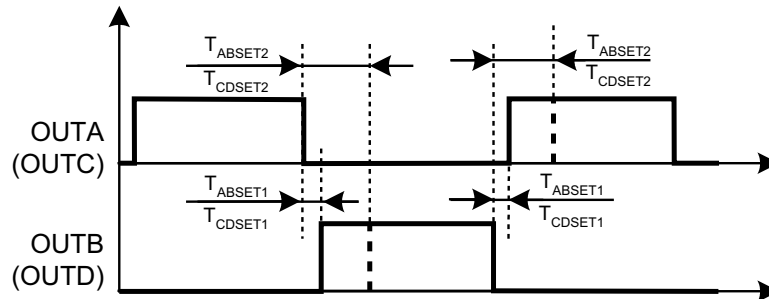 TABSET2
TCDSET2
TABSET2
TCDSET2
OUTA
(OUTC)
TABSET1
TCDSET1
TABSET1
TCDSET1
OUTB
(OUTD)